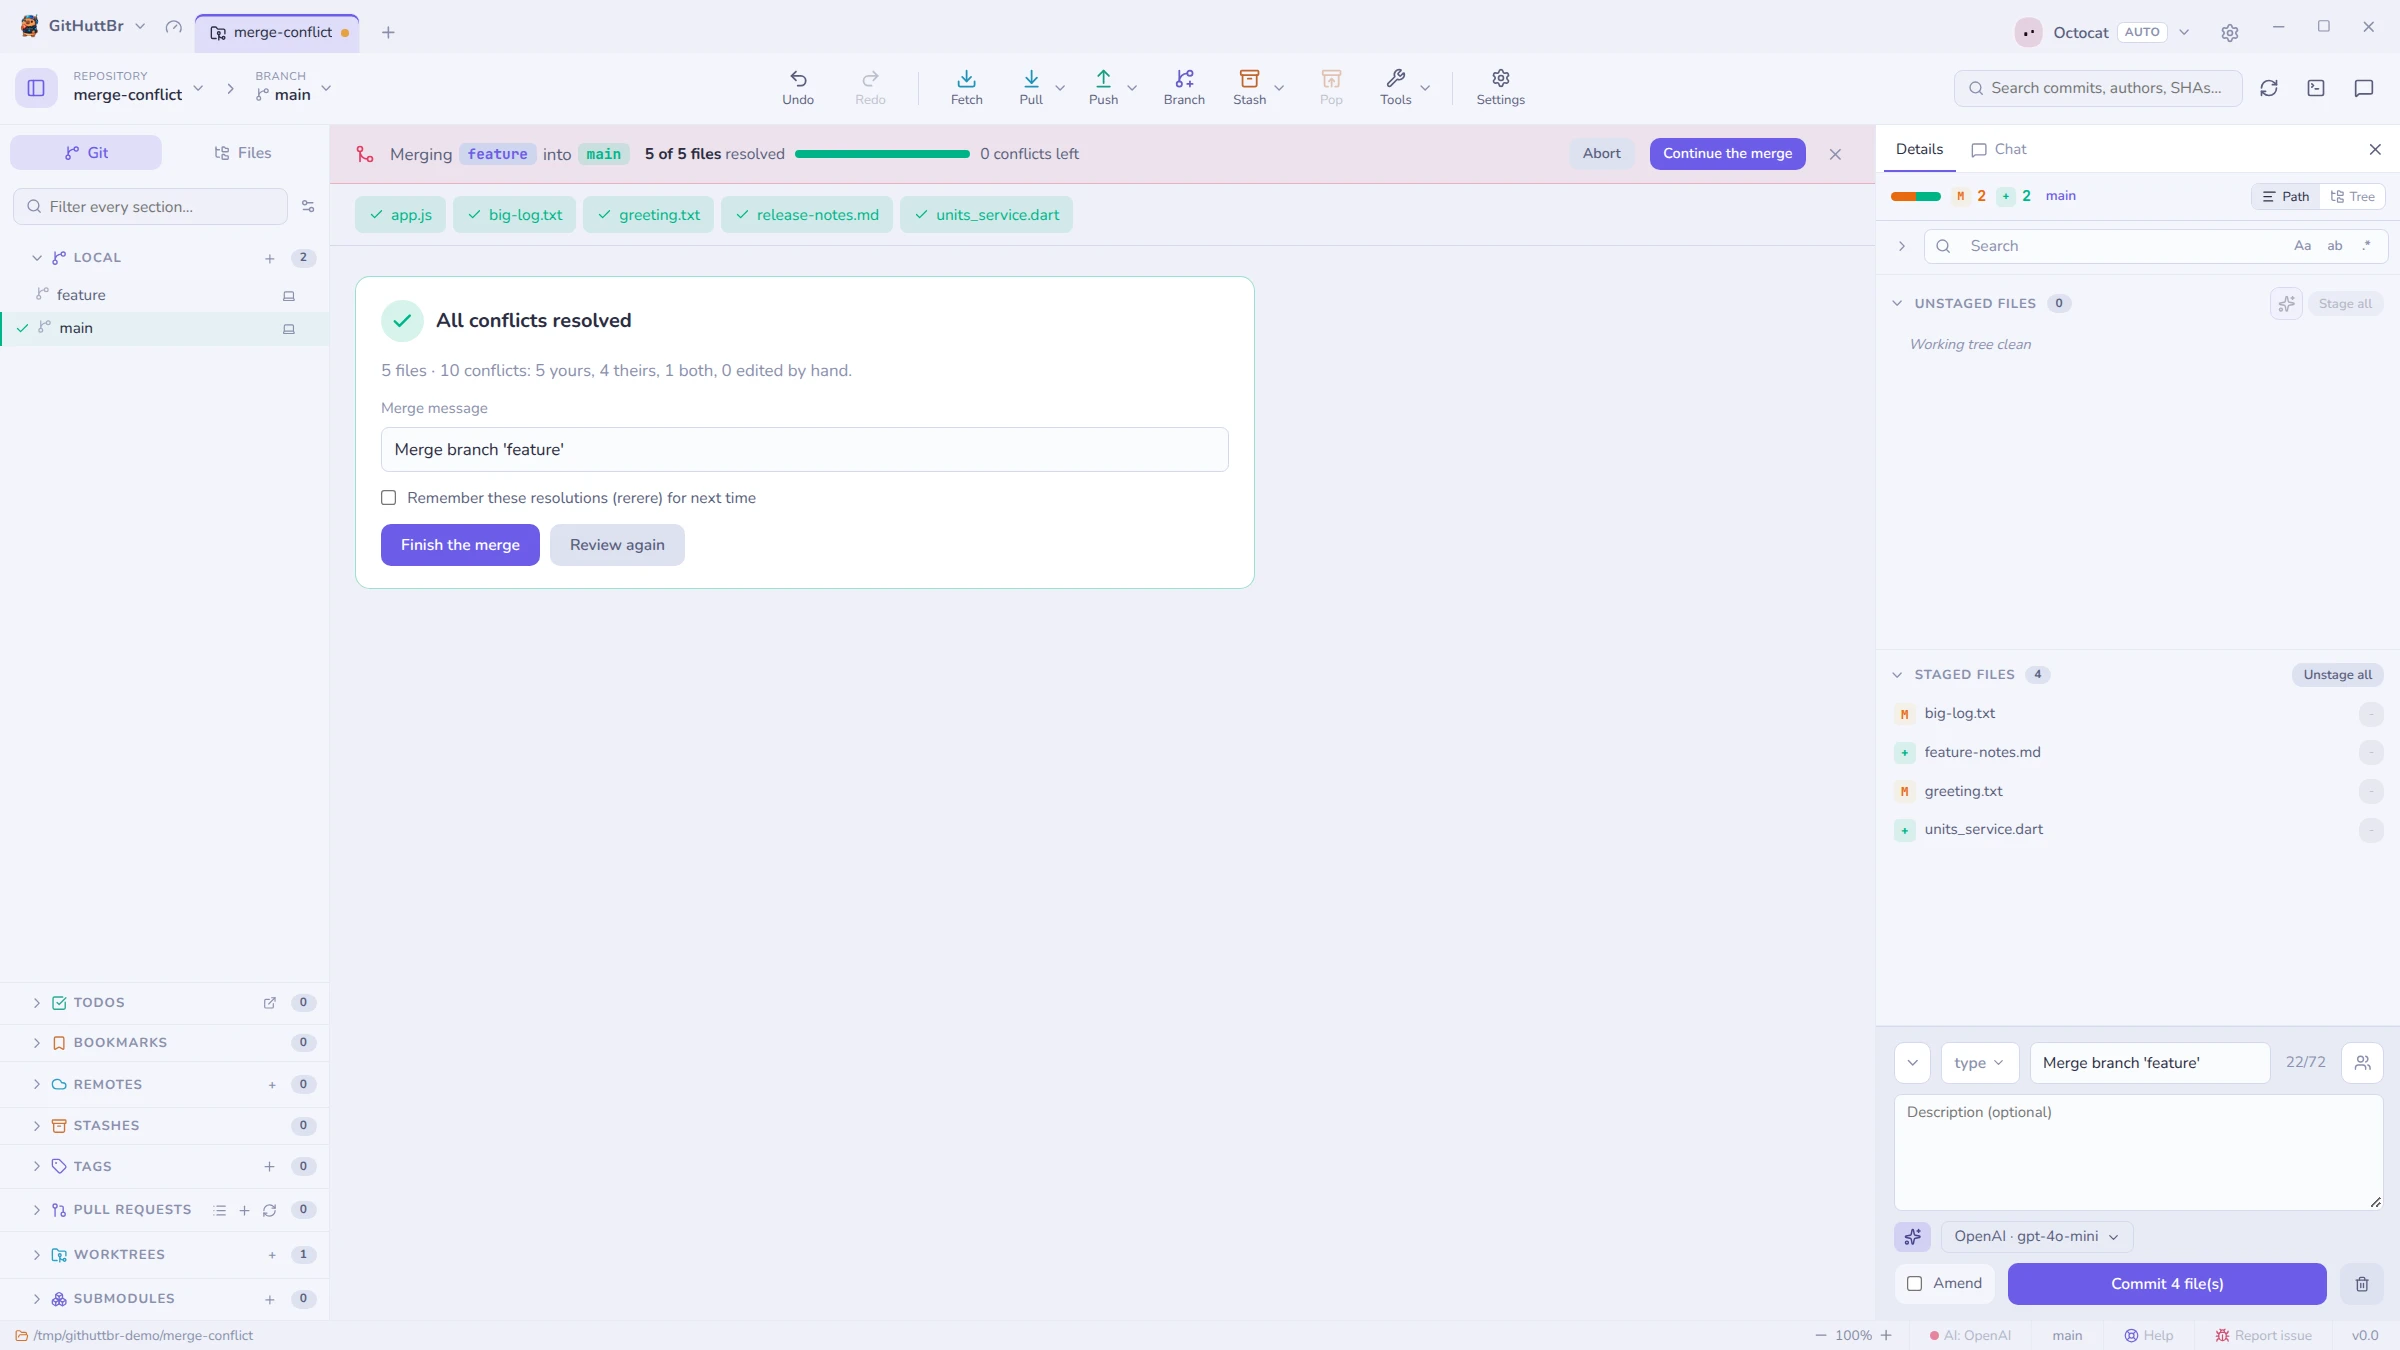 GitHuttBr
merge-conflict
Octocat AUTO
REPOSITORY
merge-conflict
BRANCH
main
Undo
Redo
Fetch
Pull
Push
Branch
Stash
Pop
Tools
Settings
Search commits, authors, SHAs...
Git
Files
Filter every section...
LOCAL 2
feature
main
TODOS 0
BOOKMARKS 0
REMOTES 0
STASHES 0
TAGS 0
PULL REQUESTS 0
WORKTREES 1
SUBMODULES 0
Merging feature into main 5 of 5 files resolved 0 conflicts left
Abort
Continue the merge
app.js
big-log.txt
greeting.txt
release-notes.md
units_service.dart
All conflicts resolved
5 files · 10 conflicts: 5 yours, 4 theirs, 1 both, 0 edited by hand.
Merge message
Merge branch 'feature'
Remember these resolutions (rerere) for next time
Finish the merge
Review again
Details
Chat
M 2 + 2 main
Path
Tree
Search
Aa ab .*
UNSTAGED FILES 0
Stage all
Working tree clean
STAGED FILES 4
Unstage all
M big-log.txt -
+ feature-notes.md -
M greeting.txt -
+ units_service.dart -
type
Merge branch 'feature'
22/72
Description (optional)
OpenAI · gpt-4o-mini
Amend
Commit 4 file(s)
/tmp/githuttbr-demo/merge-conflict
100%
AI: OpenAI
main
Help
Report issue
v0.0